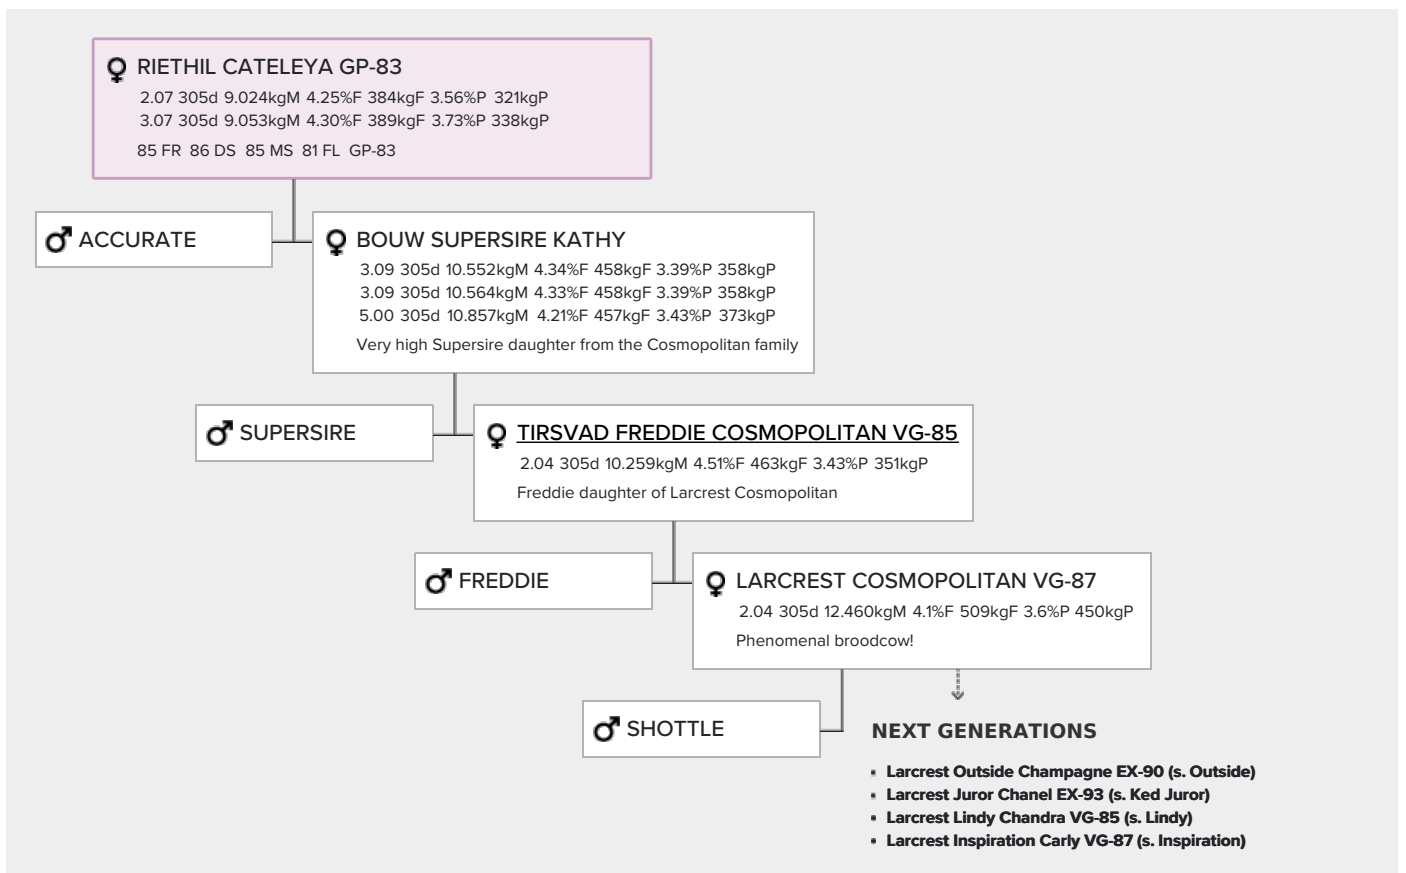 RIETHIL CATELEYA GP-83
2.07 305d 9.024kgM 4.25%F 384kgF 3.56%P 321kgP
3.07 305d 9.053kgM 4.30%F 389kgF 3.73%P 338kgP
85 FR 86 DS 85 MS 81 FL GP-83
ACCURATE
BOUW SUPERSIRE KATHY
3.09 305d 10.552kgM 4.34%F 458kgF 3.39%P 358kgP
3.09 305d 10.564kgM 4.33%F 458kgF 3.39%P 358kgP
5.00 305d 10.857kgM 4.21%F 457kgF 3.43%P 373kgP
Very high Supersire daughter from the Cosmopolitan family
SUPERSIRE
TIRSVAD FREDDIE COSMOPOLITAN VG-85
2.04 305d 10.259kgM 4.51%F 463kgF 3.43%P 351kgP
Freddie daughter of Larcrest Cosmopolitan
FREDDIE
LARCREST COSMOPOLITAN VG-87
2.04 305d 12.460kgM 4.1%F 509kgF 3.6%P 450kgP
Phenomenal broodcow!
SHOTTLE
NEXT GENERATIONS
Larcrest Outside Champagne EX-90 (s. Outside)
Larcrest Juror Chanel EX-93 (s. Ked Juror)
Larcrest Lindy Chandra VG-85 (s. Lindy)
Larcrest Inspiration Carly VG-87 (s. Inspiration)